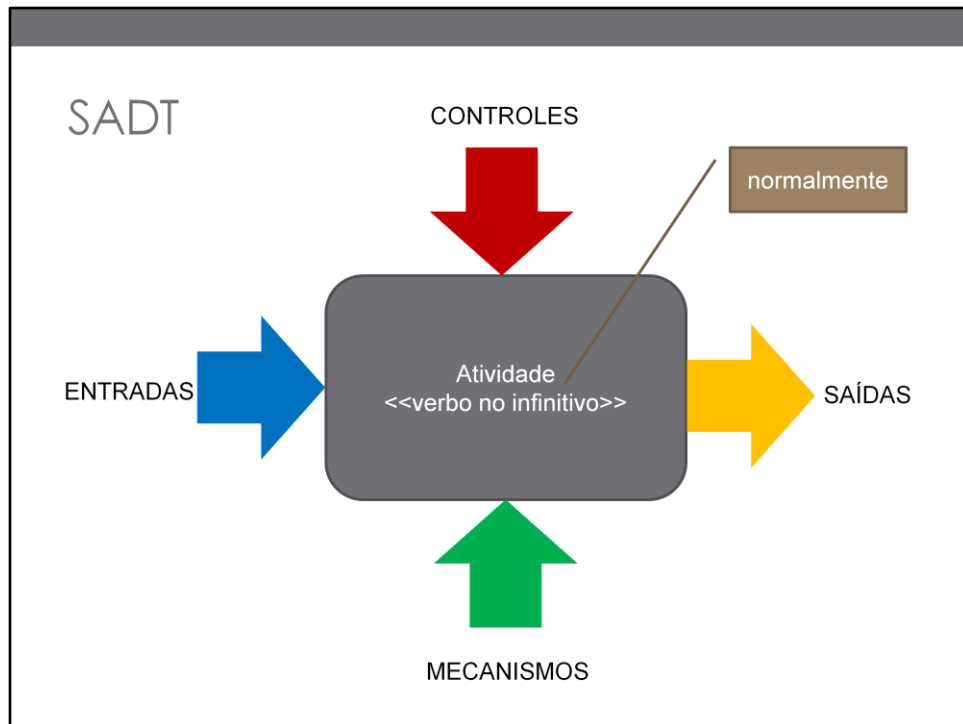 SADT
CONTROLES
normalmente
Atividade
<<verbo no infinitivo>>
ENTRADAS
SAÍDAS
MECANISMOS